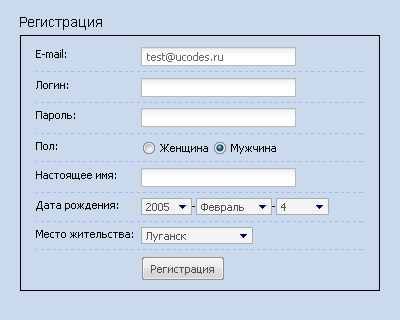 Регистрация
E-mail: test@ucodes.ru
Логин:
Пароль:
Пол: Женщина Мужчина
Настоящее имя:
Дата рождения: 2005 - Февраль - 4
Место жительства: Луганск
Регистрация